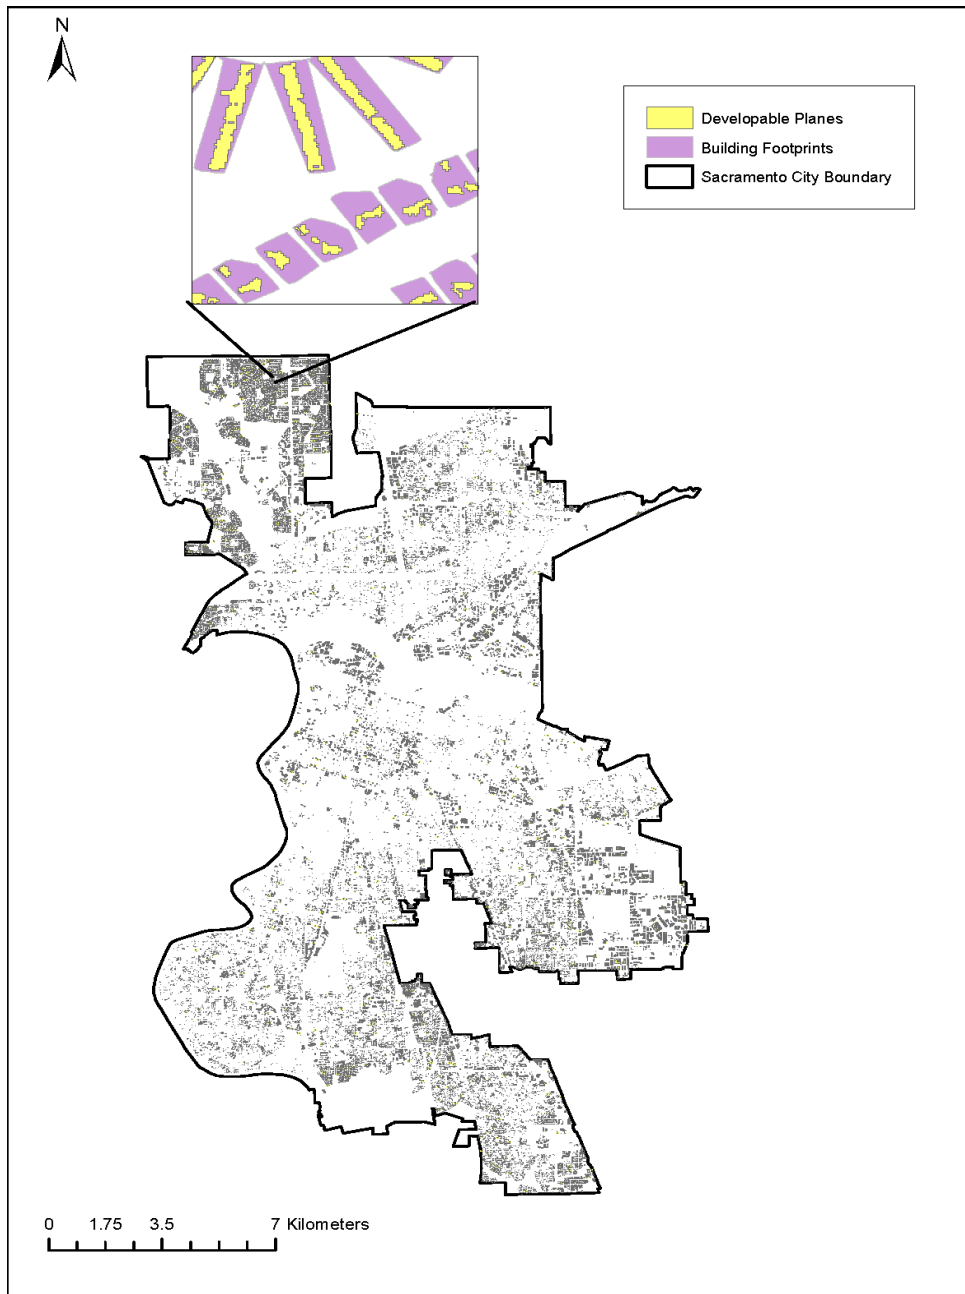 N
Developable Planes
Building Footprints
Sacramento City Boundary
0 1.75 3.5 7 Kilometers